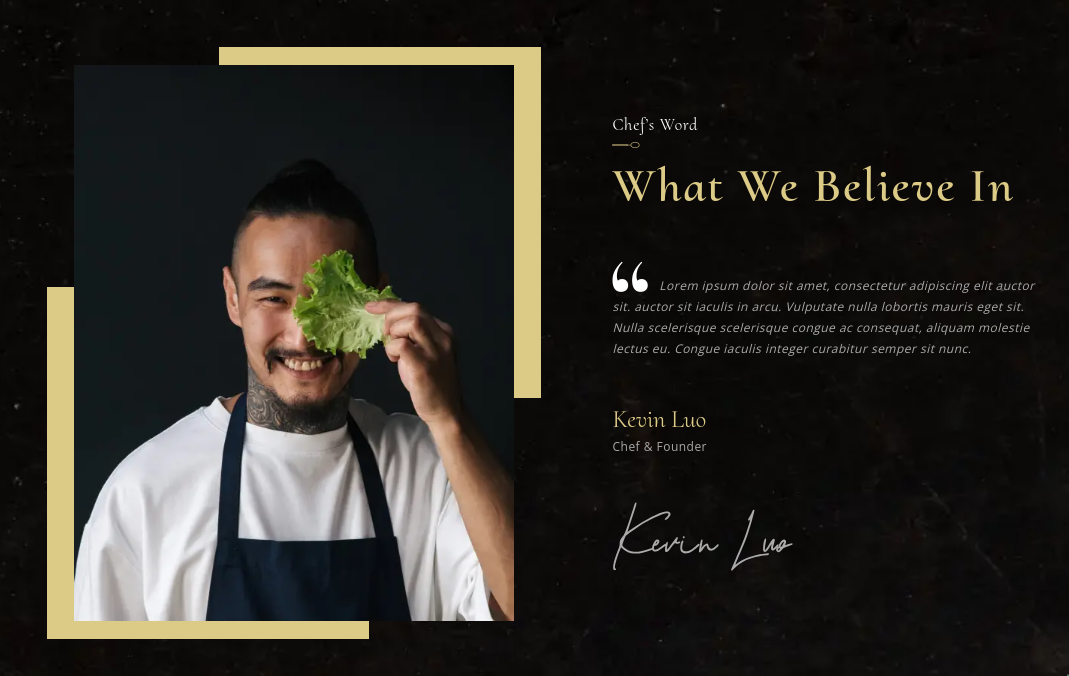 Chef's Word
What We Believe In
“ Lorem ipsum dolor sit amet, consectetur adipiscing elit auctor
sit. auctor sit iaculis in arcu. Vulputate nulla lobortis mauris eget sit.
Nulla scelerisque scelerisque congue ac consequat, aliquam molestie
lectus eu. Congue iaculis integer curabitur semper sit nunc.
Kevin Luo
Chef & Founder
Kevin Luo